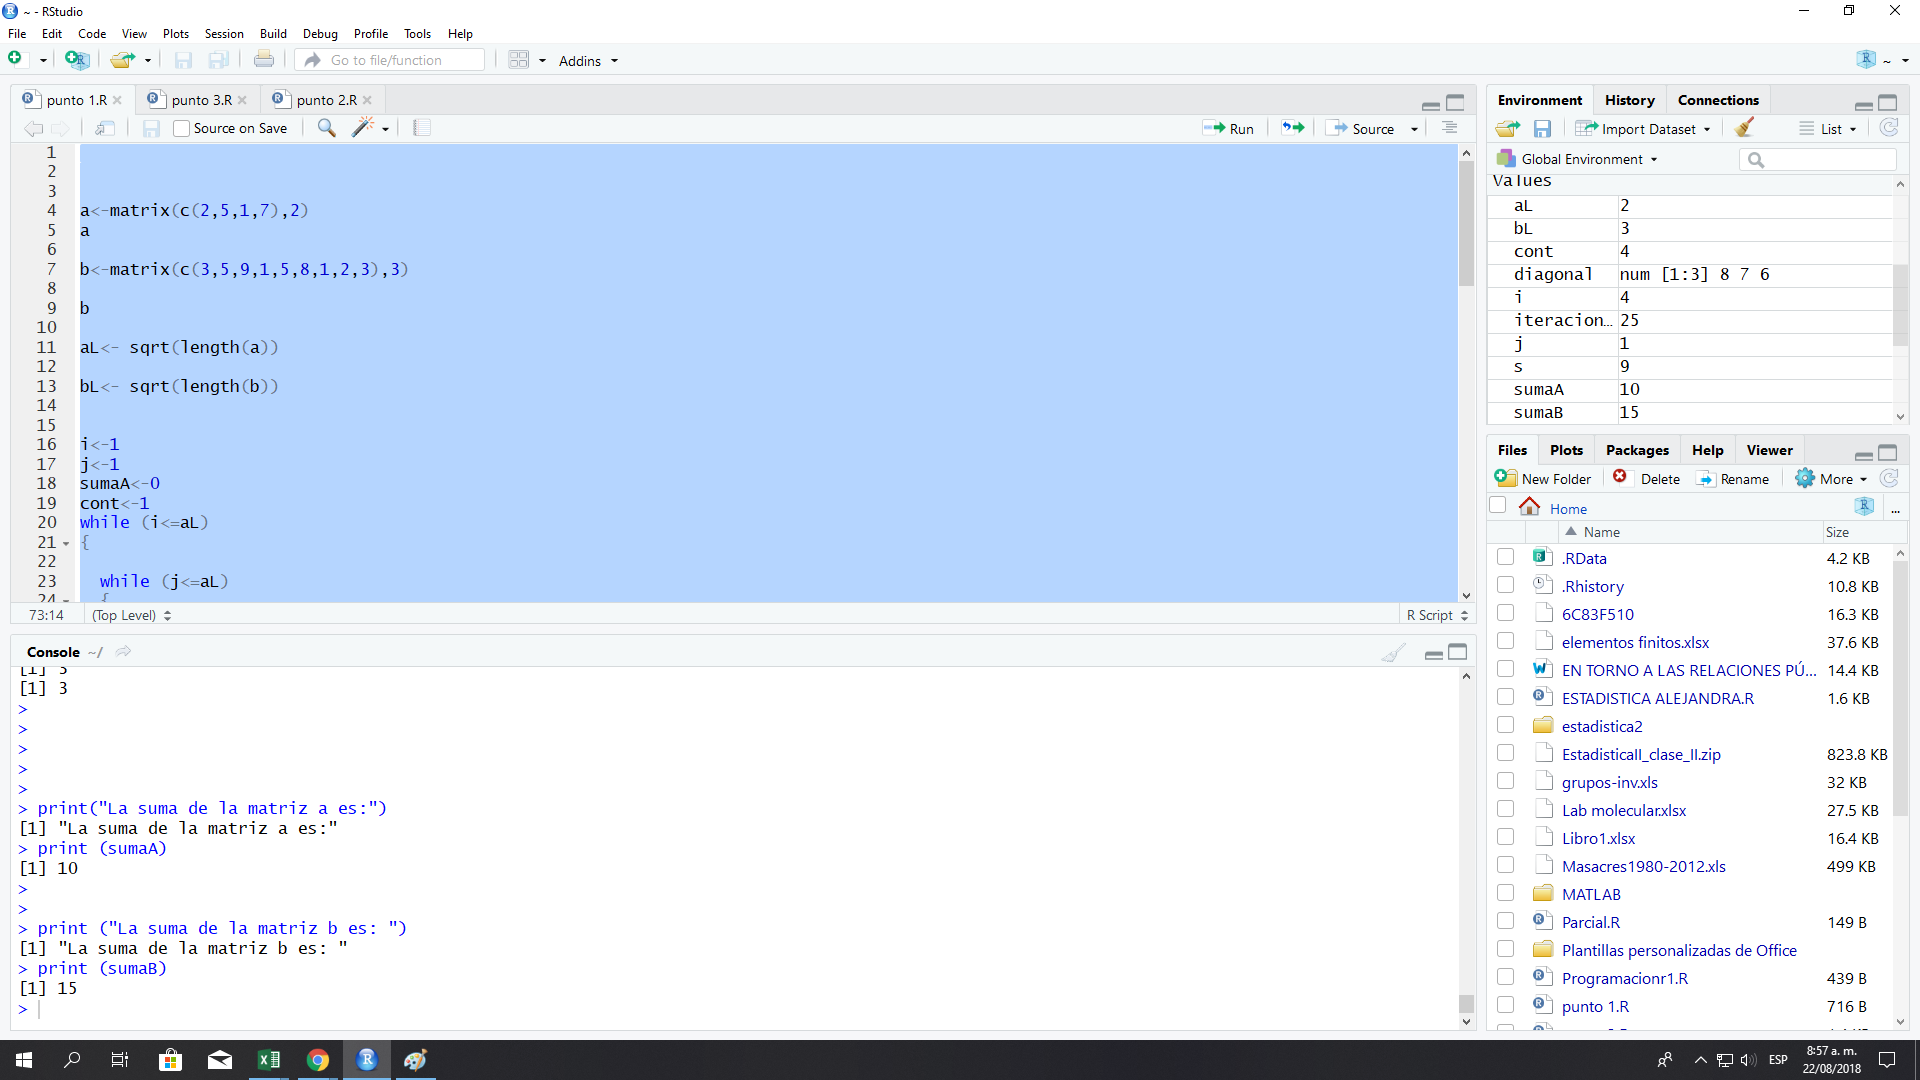 ~ - RStudio
File Edit Code View Plots Session Build Debug Profile Tools Help
Go to file/function Addins ~
punto 1.R punto 3.R punto 2.R
Source on Save Run Source
1
2
3
4 a<-matrix(c(2,5,1,7),2)
5 a
6
7 b<-matrix(c(3,5,9,1,5,8,1,2,3),3)
8
9 b
10
11 aL<- sqrt(length(a))
12
13 bL<- sqrt(length(b))
14
15
16 i<-1
17 j<-1
18 sumaA<-0
19 cont<-1
20 while (i<=aL)
21 {
22
23 while (j<=aL)
24 {
73:14 (Top Level) R Script
Console ~/
[1] 3
[1] 3
>
>
>
>
>
> print("La suma de la matriz a es:")
[1] "La suma de la matriz a es:"
> print (sumaA)
[1] 10
>
>
> print ("La suma de la matriz b es: ")
[1] "La suma de la matriz b es: "
> print (sumaB)
[1] 15
>
Environment History Connections
Import Dataset List
Global Environment
Values
aL 2
bL 3
cont 4
diagonal num [1:3] 8 7 6
i 4
iteracion… 25
j 1
s 9
sumaA 10
sumaB 15
Files Plots Packages Help Viewer
New Folder Delete Rename More
Home ...
Name Size
.RData 4.2 KB
.Rhistory 10.8 KB
6C83F510 16.3 KB
elementos finitos.xlsx 37.6 KB
EN TORNO A LAS RELACIONES PÚ... 14.4 KB
ESTADISTICA ALEJANDRA.R 1.6 KB
estadistica2
EstadisticaII_clase_II.zip 823.8 KB
grupos-inv.xls 32 KB
Lab molecular.xlsx 27.5 KB
Libro1.xlsx 16.4 KB
Masacres1980-2012.xls 499 KB
MATLAB
Parcial.R 149 B
Plantillas personalizadas de Office
Programacionr1.R 439 B
punto 1.R 716 B
ESP
8:57 a. m.
22/08/2018